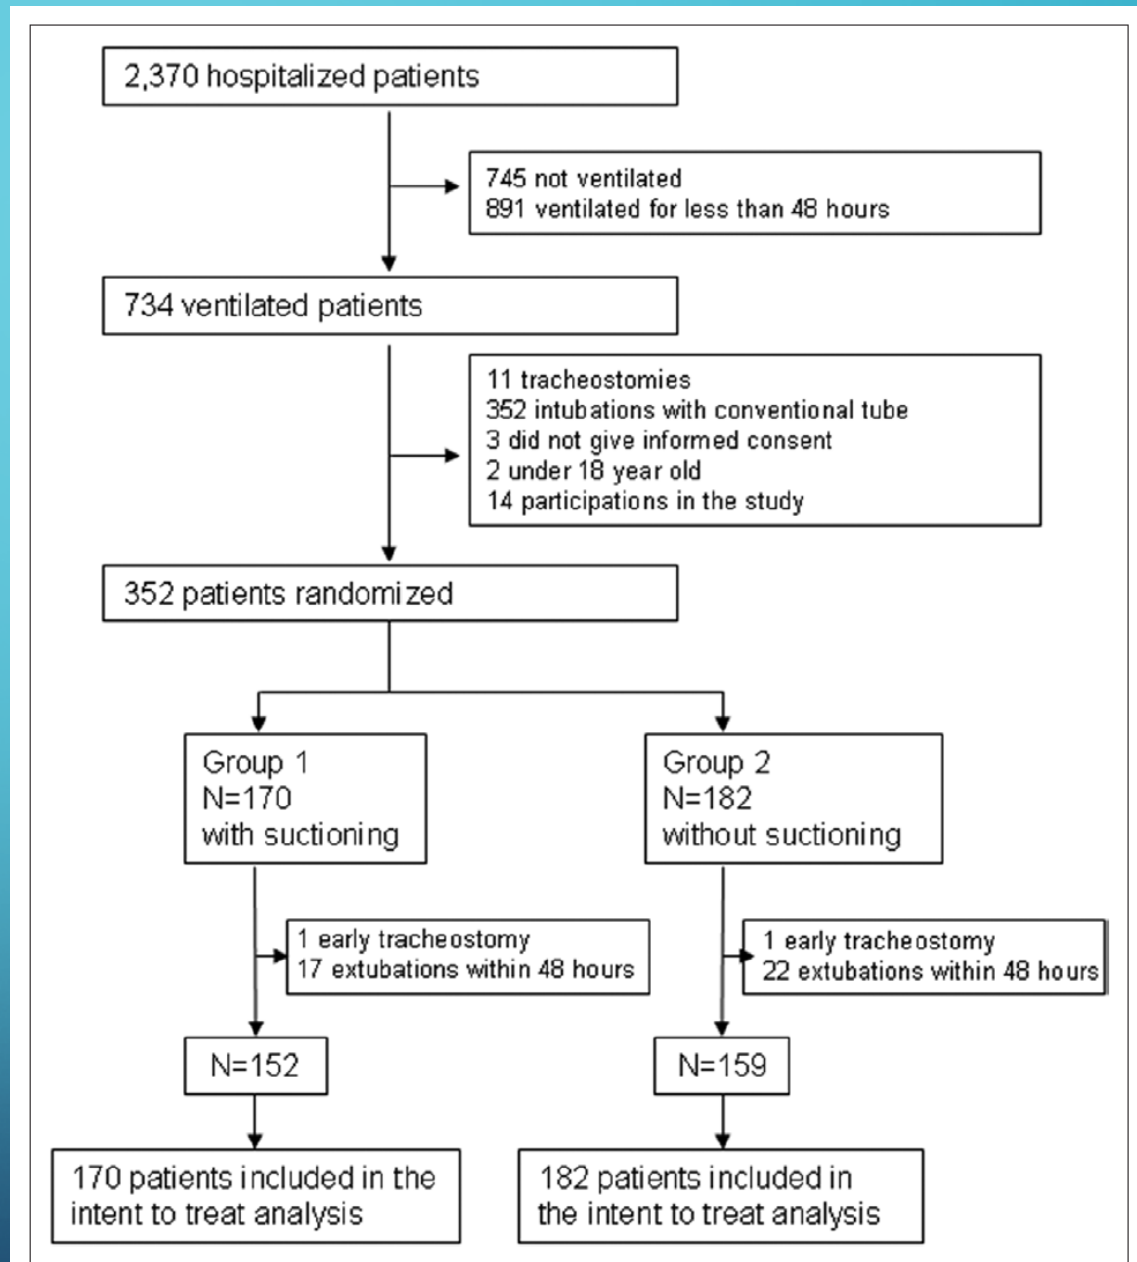 2,370 hospitalized patients
745 not ventilated
891 ventilated for less than 48 hours
734 ventilated patients
11 tracheostomies
352 intubations with conventional tube
3 did not give informed consent
2 under 18 year old
14 participations in the study
352 patients randomized
Group 1
N=170
with suctioning
Group 2
N=182
without suctioning
1 early tracheostomy
17 extubations within 48 hours
1 early tracheostomy
22 extubations within 48 hours
N=152
N=159
170 patients included in the
intent to treat analysis
182 patients included in
the intent to treat analysis